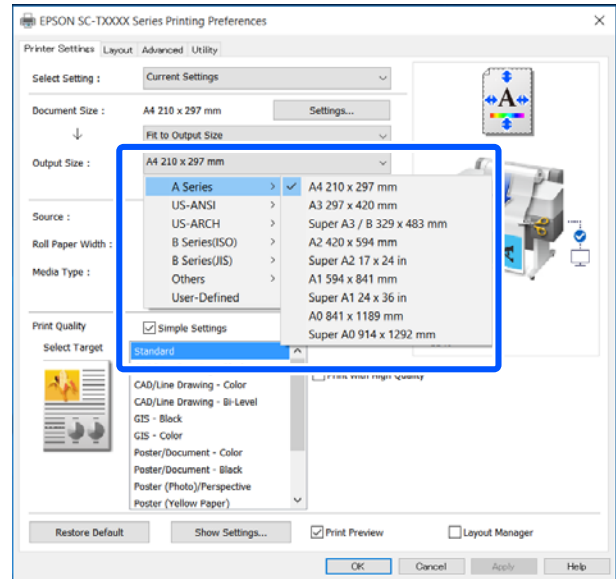 EPSON SC-TXXXX Series Printing Preferences
Printer Settings Layout Advanced Utility
Select Setting : Current Settings
Document Size : A4 210 x 297 mm Settings...
Fit to Output Size
Output Size : A4 210 x 297 mm
A Series
A4 210 x 297 mm
US-ANSI
A3 297 x 420 mm
US-ARCH
Super A3 / B 329 x 483 mm
B Series(ISO)
A2 420 x 594 mm
B Series(JIS)
Super A2 17 x 24 in
Others
A1 594 x 841 mm
User-Defined
Super A1 24 x 36 in
A0 841 x 1189 mm
Super A0 914 x 1292 mm
Source :
Roll Paper Width :
Media Type :
A
Print Quality
Simple Settings
Select Target
Standard
Print with High Quality
CAD/Line Drawing - Color
CAD/Line Drawing - Bi-Level
GIS - Black
GIS - Color
Poster/Document - Color
Poster/Document - Black
Poster (Photo)/Perspective
Poster (Yellow Paper)
Restore Default Show Settings... Print Preview Layout Manager
OK Cancel Apply Help